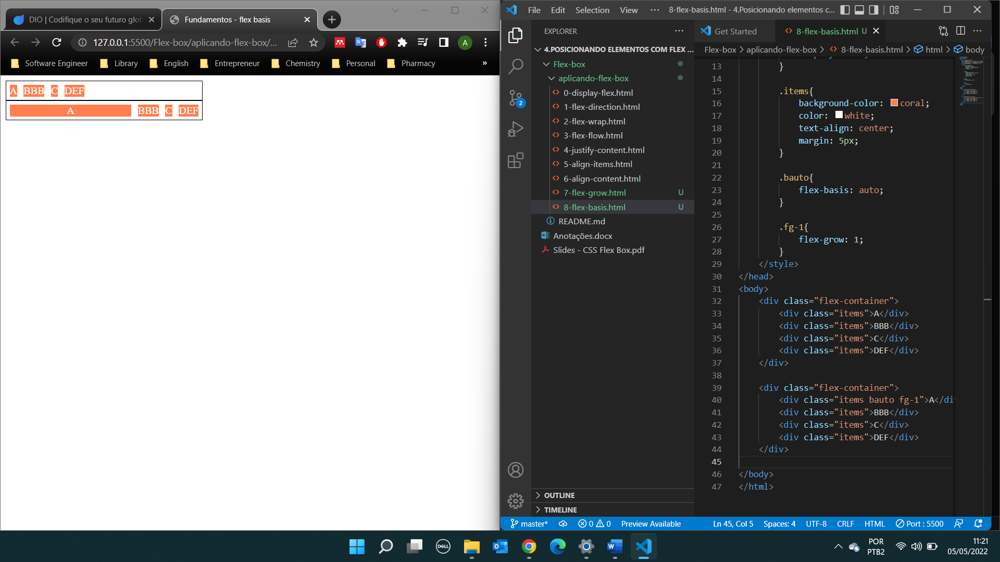 DIO | Codifique o seu futuro glob
Fundamentos - flex basis
127.0.0.1:5500/Flex-box/aplicando-flex-box/...
A
Software Engineer
Library
English
Entrepreneur
Chemistry
Personal
Pharmacy
»
A BBB C DEF
A BBB C DEF
File Edit Selection View ··· 8-flex-basis.html - 4.Posicionando elementos c...
EXPLORER
4.POSICIONANDO ELEMENTOS COM FLEX ...
Flex-box
aplicando-flex-box
0-display-flex.html
1-flex-direction.html
2-flex-wrap.html
3-flex-flow.html
4-justify-content.html
5-align-items.html
6-align-content.html
7-flex-grow.html U
8-flex-basis.html U
README.md
Anotações.docx
Slides - CSS Flex Box.pdf
OUTLINE
TIMELINE
2
Get Started
8-flex-basis.html U
Flex-box > aplicando-flex-box > 8-flex-basis.html > html > body
13 }
14
15 .items{
16 background-color: coral;
17 color: white;
18 text-align: center;
19 margin: 5px;
20 }
21
22 .bauto{
23 flex-basis: auto;
24 }
25
26 .fg-1{
27 flex-grow: 1;
28 }
29 </style>
30 </head>
31 <body>
32 <div class="flex-container">
33 <div class="items">A</div>
34 <div class="items">BBB</div>
35 <div class="items">C</div>
36 <div class="items">DEF</div>
37 </div>
38
39 <div class="flex-container">
40 <div class="items bauto fg-1">A</di
41 <div class="items">BBB</div>
42 <div class="items">C</div>
43 <div class="items">DEF</div>
44 </div>
45
46 </body>
47 </html>
master* 0 0 Preview Available Ln 45, Col 5 Spaces: 4 UTF-8 CRLF HTML Port : 5500
DELL
POR
PTB2
11:21
05/05/2022